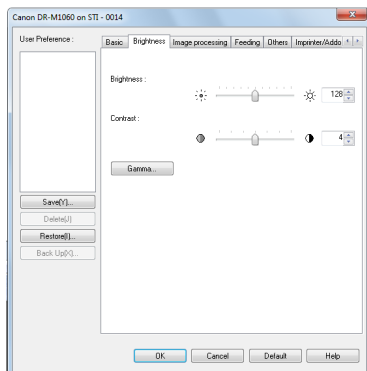 Canon DR-M1060 on STI - 0014
User Preference :
Basic Brightness Image processing Feeding Others Imprinter/Addo
Brightness :
128
Contrast :
4
Gamma...
Save(Y)...
Delete(J)
Restore(I)...
Back Up(X)...
OK Cancel Default Help